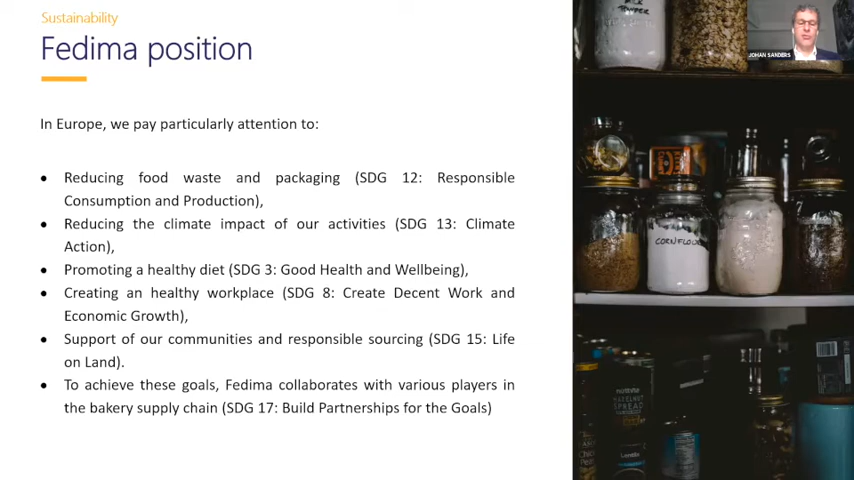 Sustainability
Fedima position
In Europe, we pay particularly attention to:
• Reducing food waste and packaging (SDG 12: Responsible
Consumption and Production),
• Reducing the climate impact of our activities (SDG 13: Climate
Action),
• Promoting a healthy diet (SDG 3: Good Health and Wellbeing),
• Creating an healthy workplace (SDG 8: Create Decent Work and
Economic Growth),
• Support of our communities and responsible sourcing (SDG 15: Life
on Land).
• To achieve these goals, Fedima collaborates with various players in
the bakery supply chain (SDG 17: Build Partnerships for the Goals)
JOHAN SANDERS
POWDER
CORNFLOUR
HAZELNUT
SPREAD
Lentils